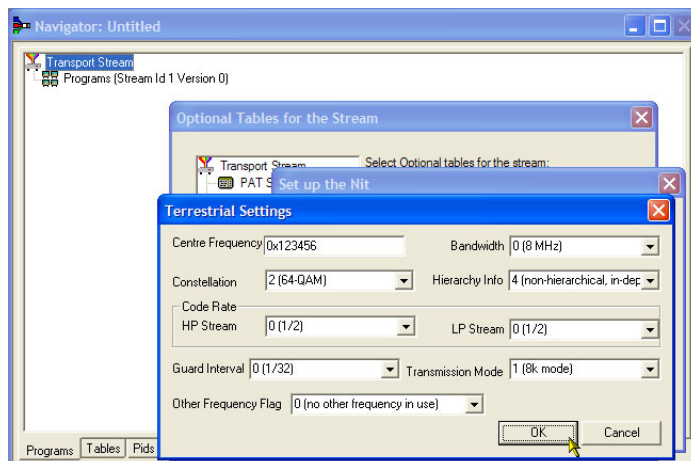 Navigator: Untitled
Transport Stream
Programs (Stream Id 1 Version 0)
Optional Tables for the Stream
Transport Stream
Select Optional tables for the stream:
PAT S
Set up the Nit
Terrestrial Settings
Centre Frequency 0x123456
Bandwidth 0 (8 MHz)
Constellation 2 (64-QAM)
Hierarchy Info 4 (non-hierarchical, in-dep
Code Rate
HP Stream 0 (1/2)
LP Stream 0 (1/2)
Guard Interval 0 (1/32)
Transmission Mode 1 (8k mode)
Other Frequency Flag 0 (no other frequency in use)
OK Cancel
Programs Tables Pids